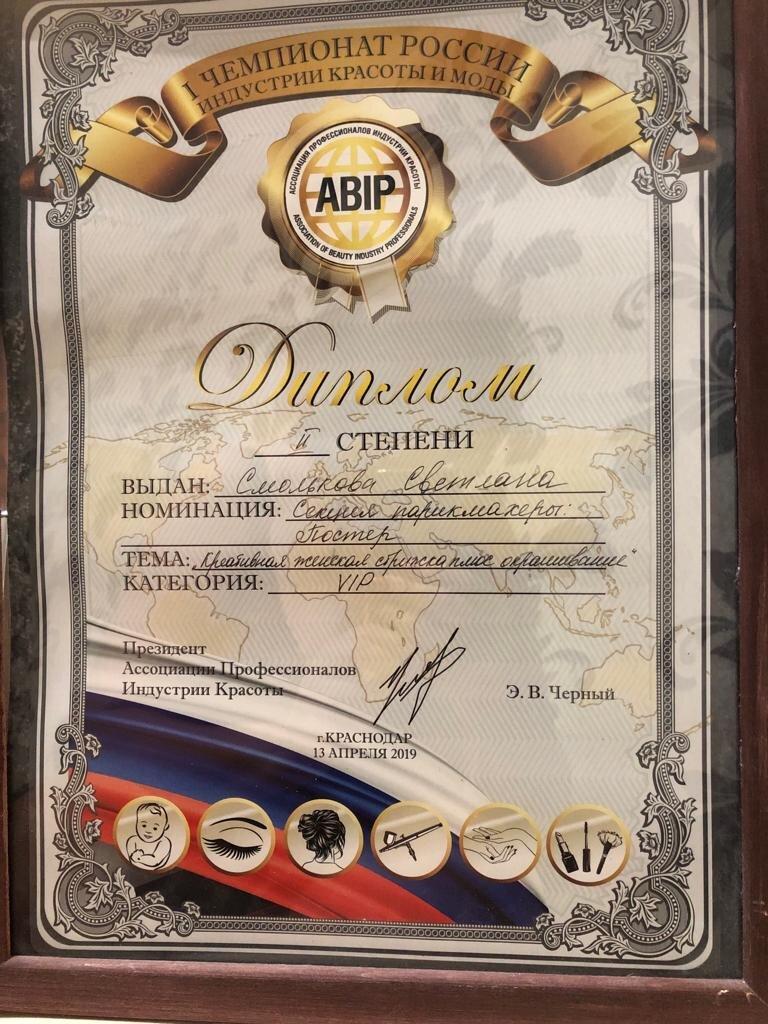 I ЧЕМПИОНАТ РОССИИ
ИНДУСТРИИ КРАСОТЫ И МОДЫ
АССОЦИАЦИЯ ПРОФЕССИОНАЛОВ ИНДУСТРИИ КРАСОТЫ
ABIP
ASSOCIATION OF BEAUTY INDUSTRY PROFESSIONALS
Диплом
II СТЕПЕНИ
ВЫДАН: Смолькова Светлана
НОМИНАЦИЯ: Секция парикмахеры:
Постер
ТЕМА: „Креативная женская стрижка плюс окрашивание"
КАТЕГОРИЯ: VIP
Президент
Ассоциации Профессионалов
Индустрии Красоты
Э. В. Черный
г.КРАСНОДАР
13 АПРЕЛЯ 2019